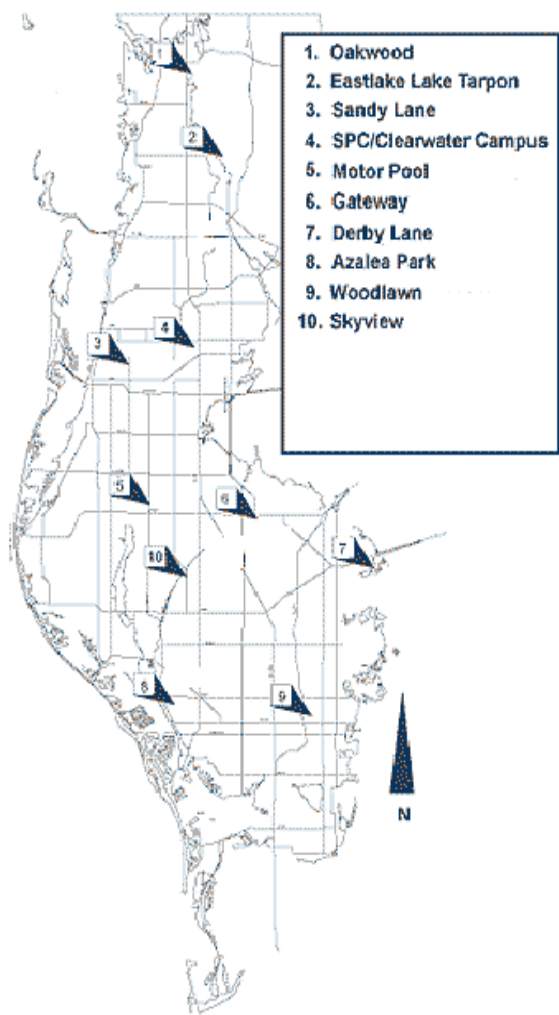 1. Oakwood
2. Eastlake Lake Tarpon
3. Sandy Lane
4. SPC/Clearwater Campus
5. Motor Pool
6. Gateway
7. Derby Lane
8. Azalea Park
9. Woodlawn
10. Skyview
1
2
4
3
5
6
7
10
8
9
N